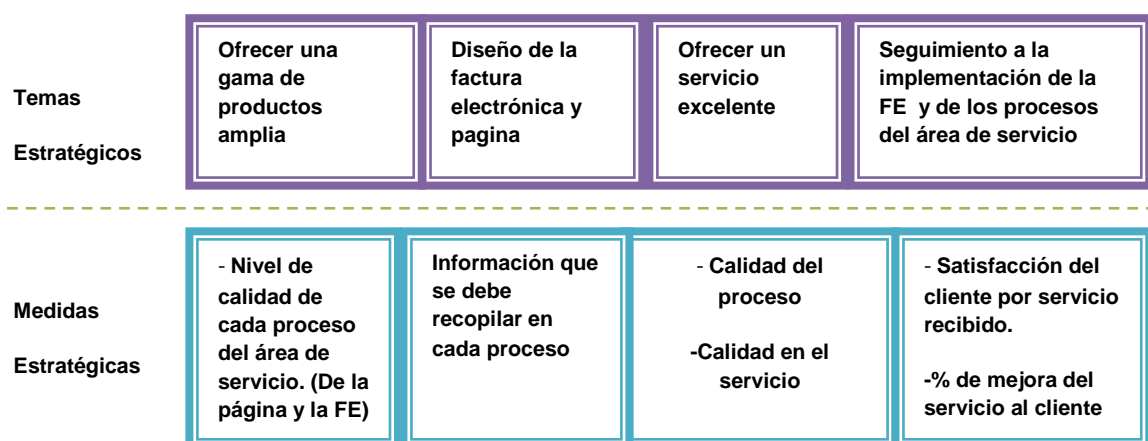 Temas
Estratégicos
Ofrecer una
gama de
productos
amplia
Diseño de la
factura
electrónica y
pagina
Ofrecer un
servicio
excelente
Seguimiento a la
implementación de la
FE y de los procesos
del área de servicio
Medidas
Estratégicas
- Nivel de
calidad de
cada proceso
del área de
servicio. (De la
página y la FE)
Información que
se debe
recopilar en
cada proceso
- Calidad del
proceso
-Calidad en el
servicio
- Satisfacción del
cliente por servicio
recibido.
-% de mejora del
servicio al cliente